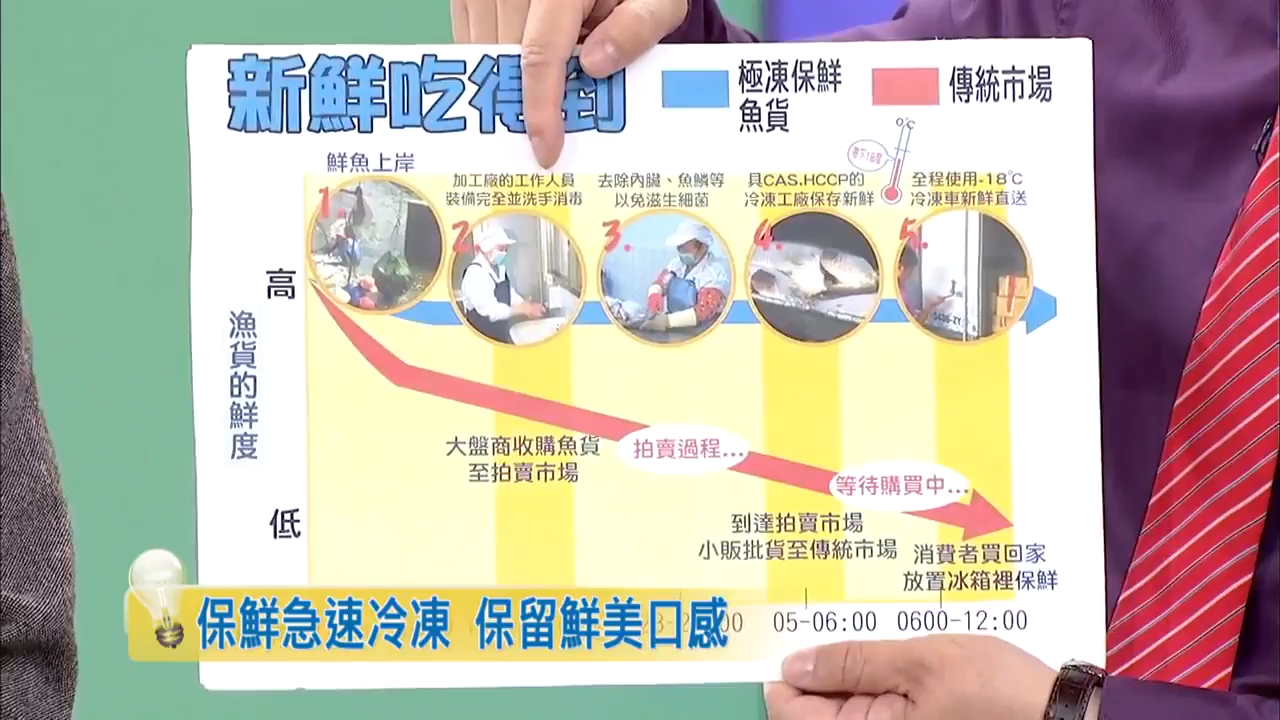 新鮮吃得到
極凍保鮮
魚貨
傳統市場
℃
鮮魚上岸
加工廠的工作人員
裝備完全並洗手消毒
去除內臟、魚鱗等
以免滋生細菌
具CAS.HCCP的
冷凍工廠保存新鮮
全程使用-18℃
冷凍車新鮮直送
1.
2.
3.
4.
5.
高
漁貨的鮮度
低
大盤商收購魚貨
至拍賣市場
拍賣過程...
等待購買中...
到達拍賣市場
小販批貨至傳統市場
消費者買回家
放置冰箱裡保鮮
05-06:00
0600-12:00
保鮮急速冷凍 保留鮮美口感